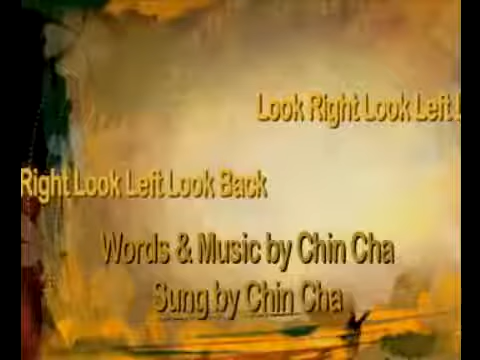 Look Right Look Left
Right Look Left Look Back
Words & Music by Chin Cha
Sung by Chin Cha